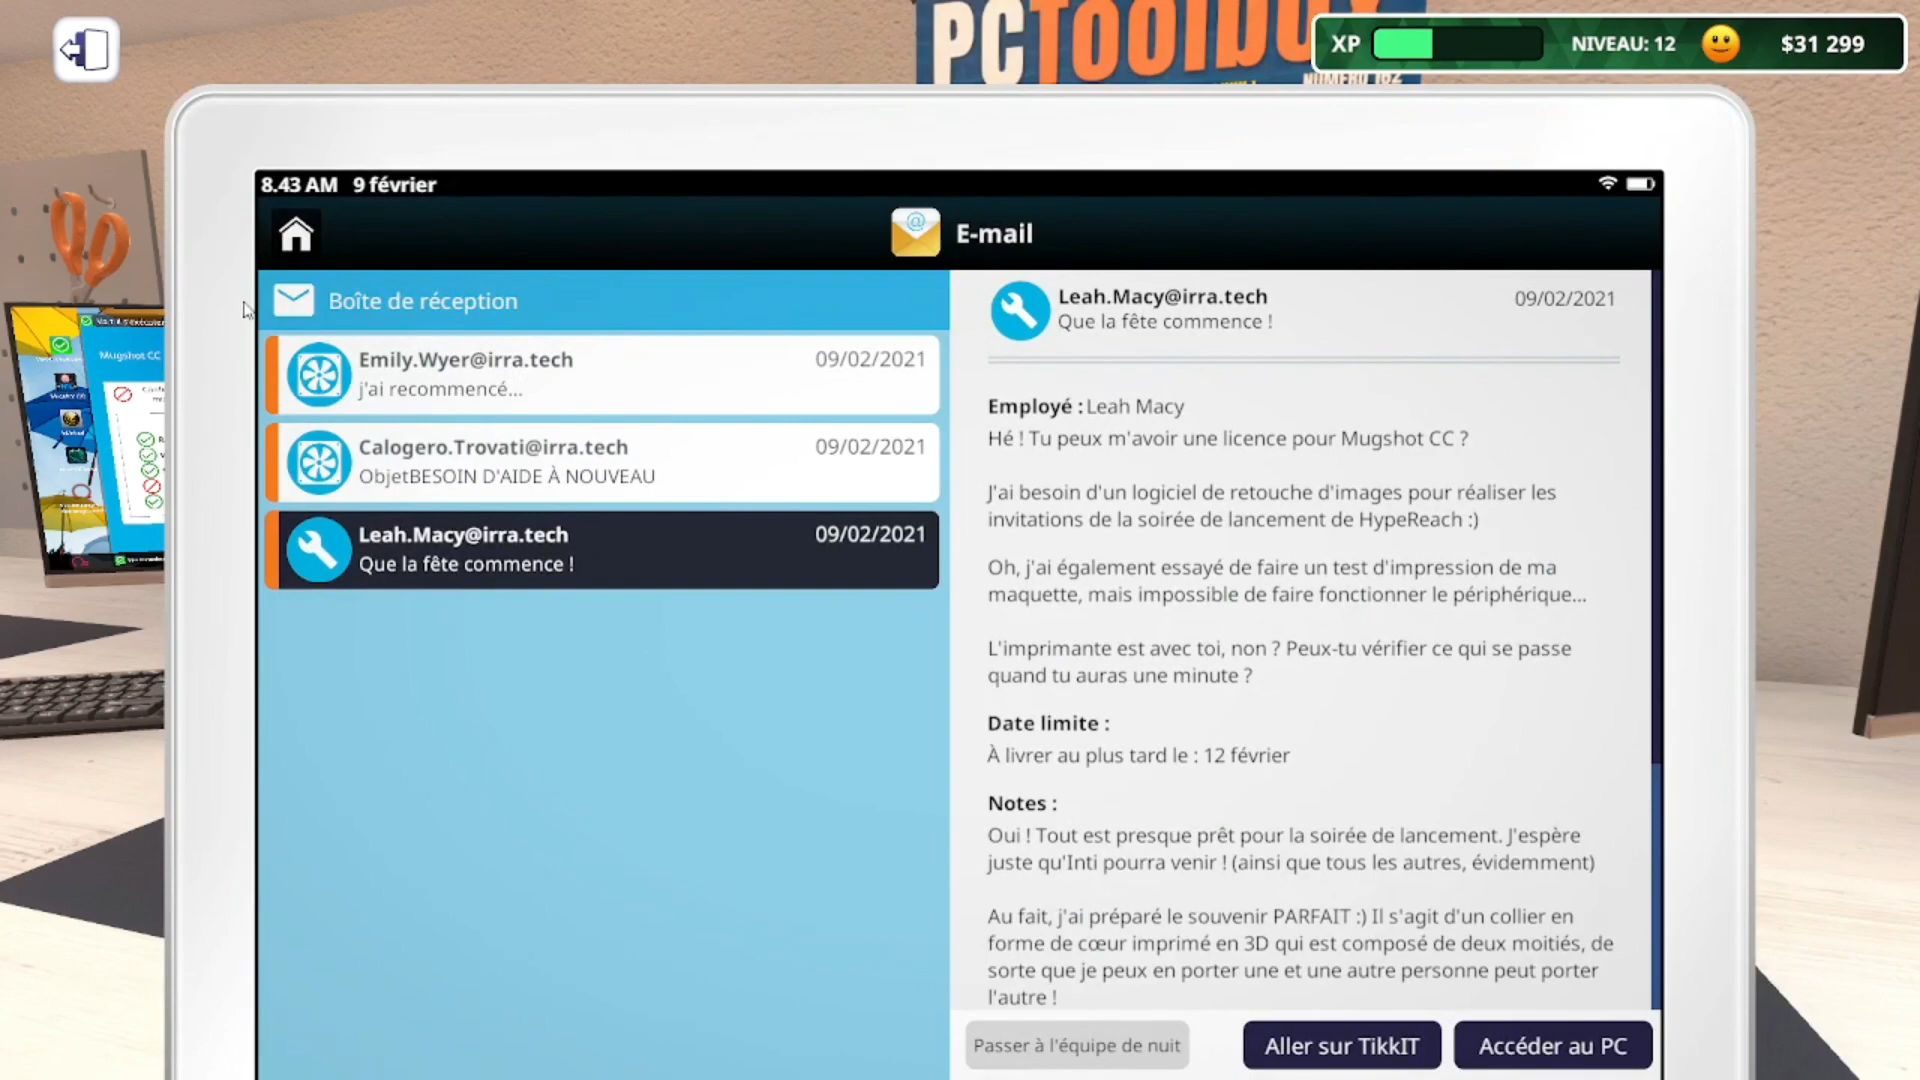 PCToolbox
NUMÉRO 162
XP
NIVEAU: 12
$31 299
8.43 AM 9 février
E-mail
Boîte de réception
Emily.Wyer@irra.tech
09/02/2021
j'ai recommencé...
Calogero.Trovati@irra.tech
09/02/2021
ObjetBESOIN D'AIDE À NOUVEAU
Leah.Macy@irra.tech
09/02/2021
Que la fête commence !
Leah.Macy@irra.tech
09/02/2021
Que la fête commence !
Employé : Leah Macy
Hé ! Tu peux m'avoir une licence pour Mugshot CC ?
J'ai besoin d'un logiciel de retouche d'images pour réaliser les
invitations de la soirée de lancement de HypeReach :)
Oh, j'ai également essayé de faire un test d'impression de ma
maquette, mais impossible de faire fonctionner le périphérique...
L'imprimante est avec toi, non ? Peux-tu vérifier ce qui se passe
quand tu auras une minute ?
Date limite :
À livrer au plus tard le : 12 février
Notes :
Oui ! Tout est presque prêt pour la soirée de lancement. J'espère
juste qu'Inti pourra venir ! (ainsi que tous les autres, évidemment)
Au fait, j'ai préparé le souvenir PARFAIT :) Il s'agit d'un collier en
forme de cœur imprimé en 3D qui est composé de deux moitiés, de
sorte que je peux en porter une et une autre personne peut porter
l'autre !
Passer à l'équipe de nuit
Aller sur TikkIT
Accéder au PC
Mugshot CC